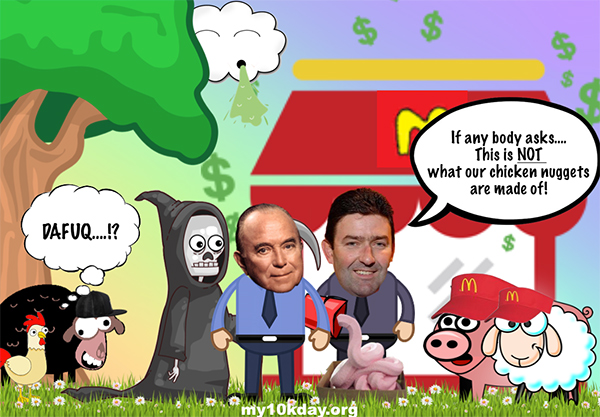 M
If any body asks....
This is NOT
what our chicken nuggets
are made of!
DAFUQ....!?
M
M
my10kday.org